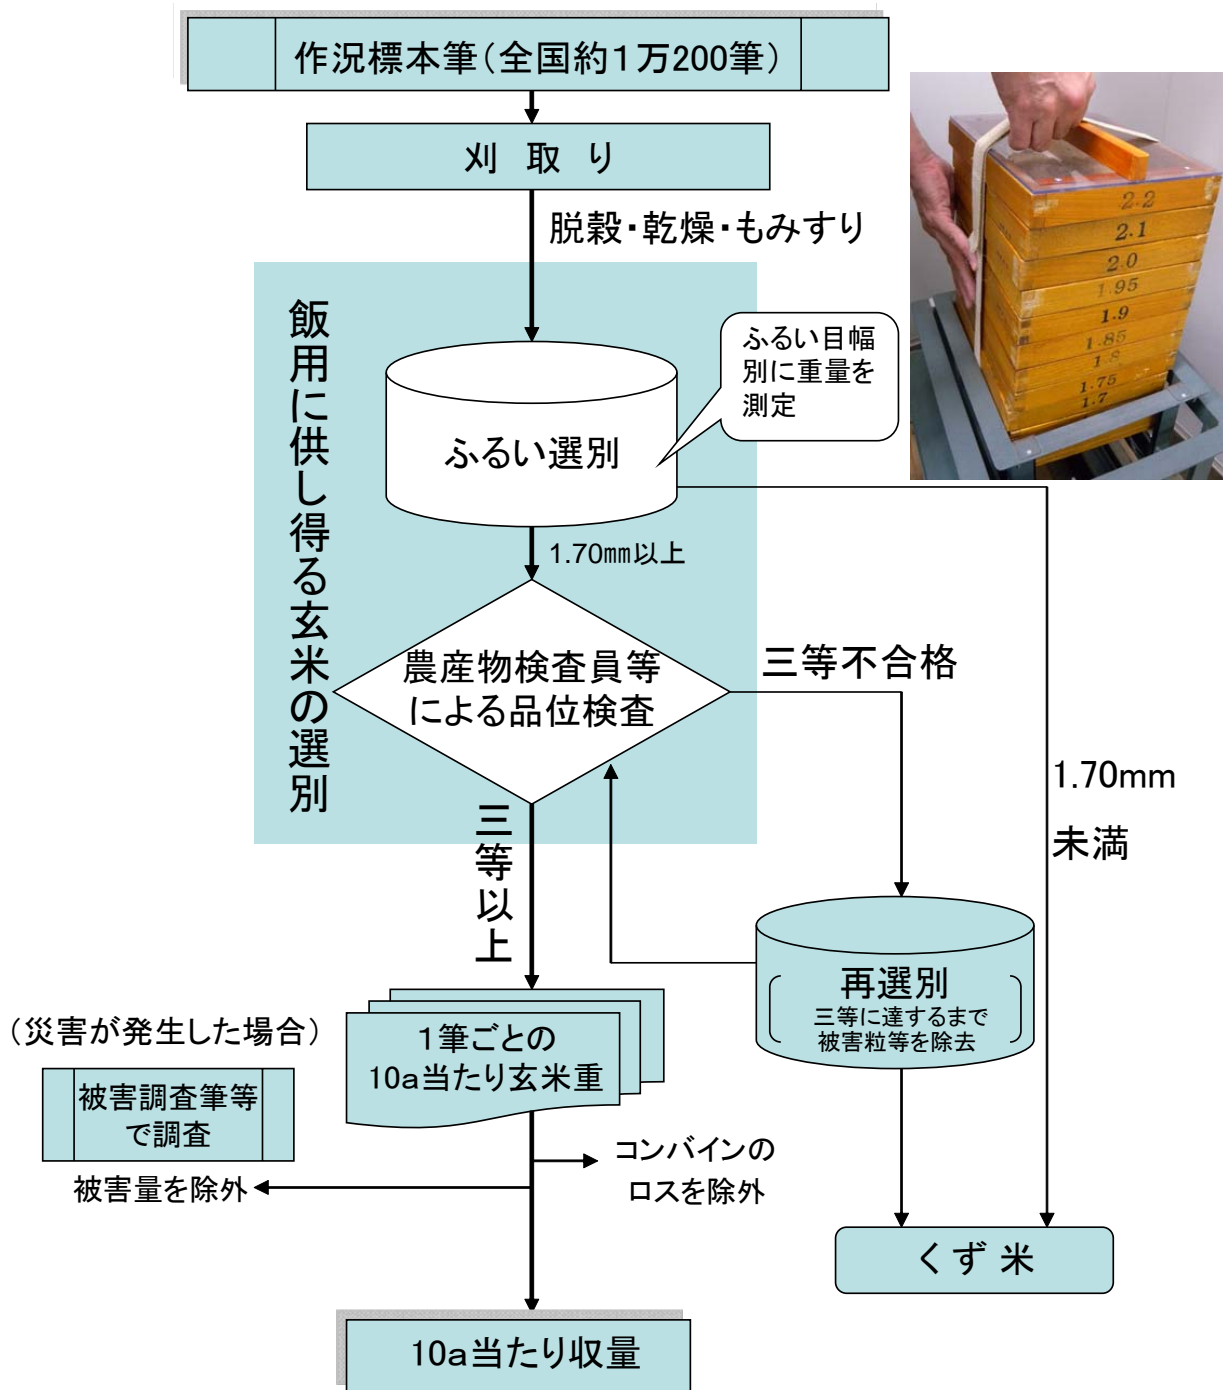 作況標本筆(全国約1万200筆)
刈取り
脱穀・乾燥・もみすり
飯用に供し得る玄米の選別
ふるい目幅
別に重量を
測定
ふるい選別
2.2
2.1
2.0
1.95
1.9
1.85
1.8
1.75
1.7
1.70㎜以上
農産物検査員等
による品位検査
三等不合格
1.70mm
未満
三等以上
再選別
三等に達するまで
被害粒等を除去
1筆ごとの
10a当たり玄米重
(災害が発生した場合)
被害調査筆等
で調査
被害量を除外
コンバインの
ロスを除外
くず米
10a当たり収量